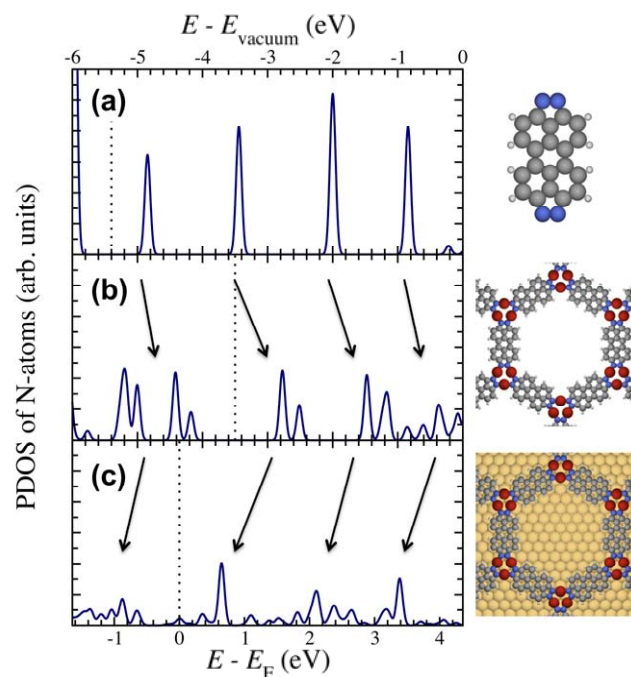 E - E_vacuum (eV)
-6 -5 -4 -3 -2 -1 0
(a)
PDOS of N-atoms (arb. units)
(b)
(c)
-1 0 1 2 3 4
E - E_F (eV)